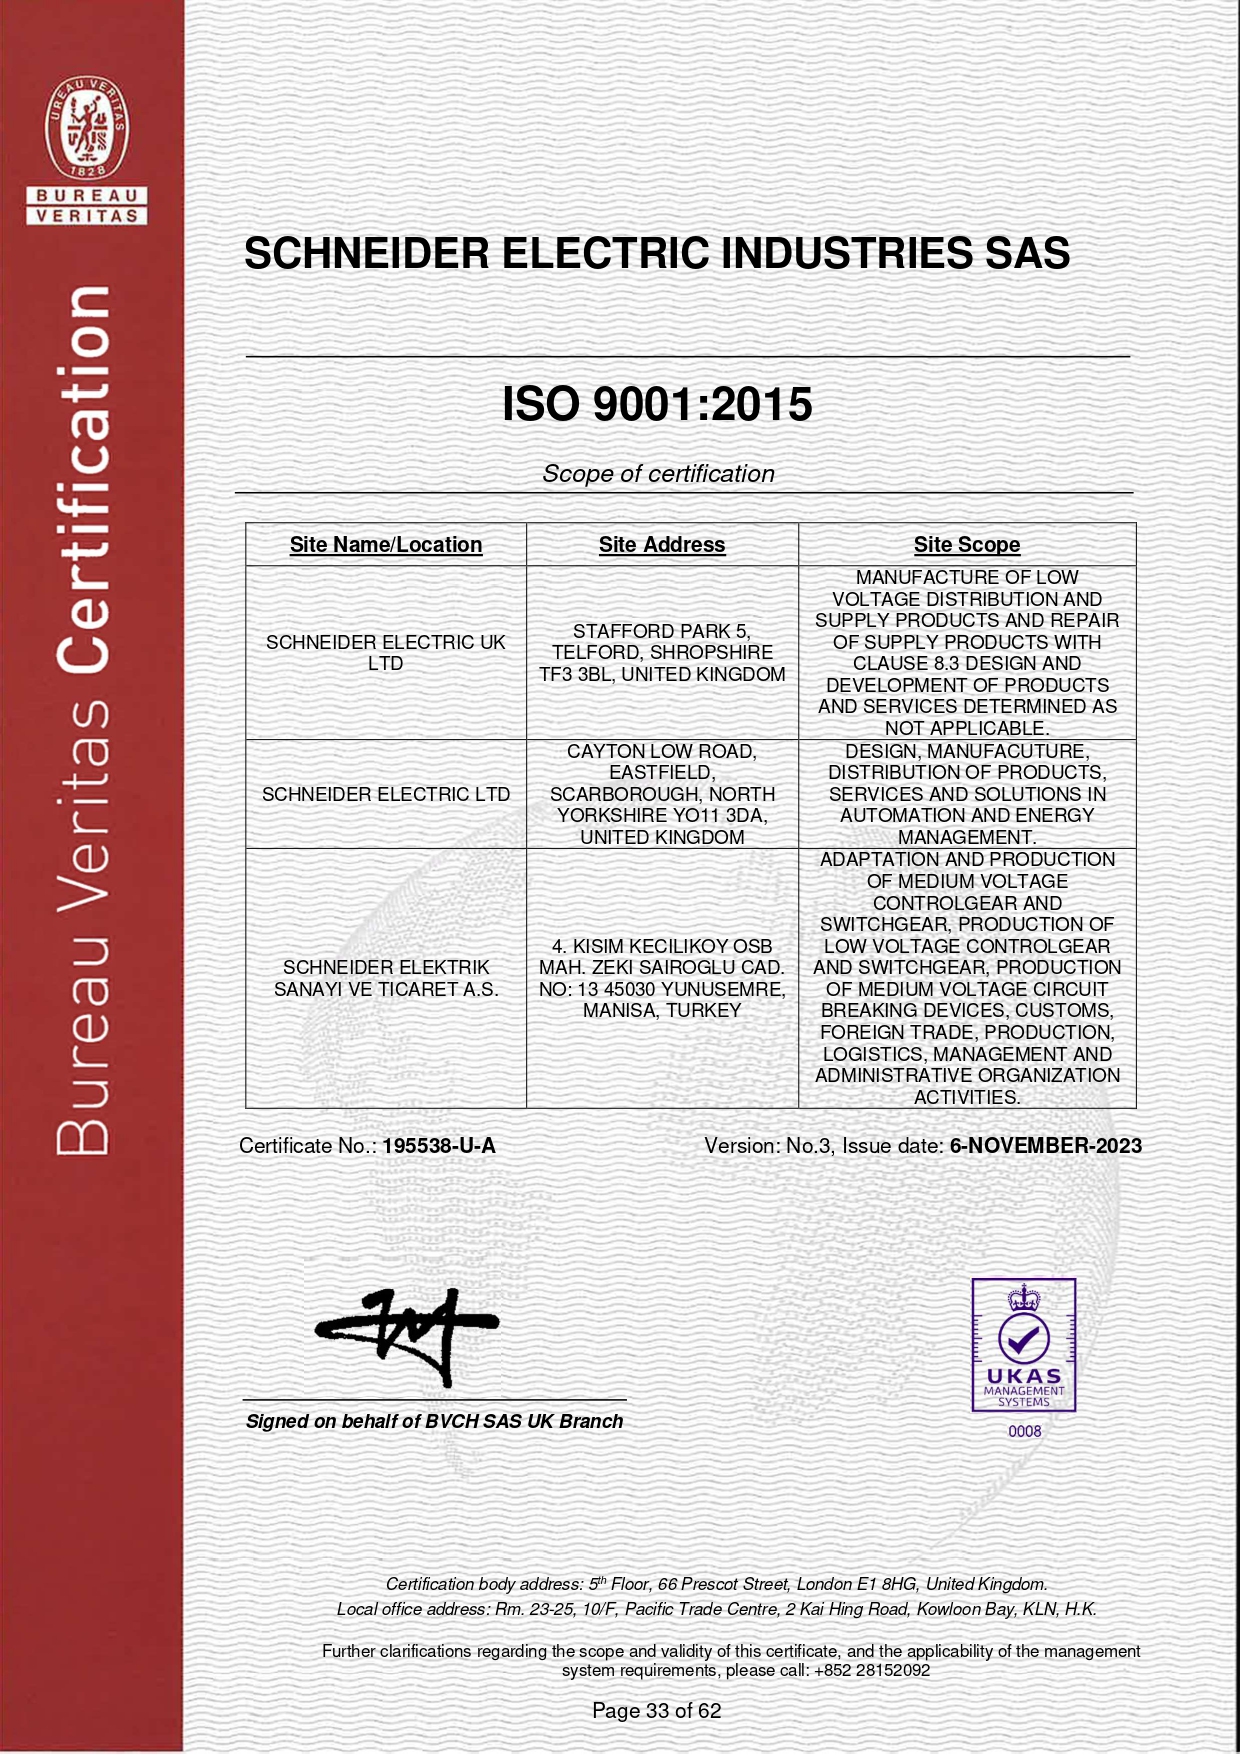 BUREAU VERITAS
1828
BUREAU
VERITAS
Bureau Veritas Certification
SCHNEIDER ELECTRIC INDUSTRIES SAS
ISO 9001:2015
Scope of certification
Site Name/Location
Site Address
Site Scope
SCHNEIDER ELECTRIC UK
LTD
STAFFORD PARK 5,
TELFORD, SHROPSHIRE
TF3 3BL, UNITED KINGDOM
MANUFACTURE OF LOW
VOLTAGE DISTRIBUTION AND
SUPPLY PRODUCTS AND REPAIR
OF SUPPLY PRODUCTS WITH
CLAUSE 8.3 DESIGN AND
DEVELOPMENT OF PRODUCTS
AND SERVICES DETERMINED AS
NOT APPLICABLE.
SCHNEIDER ELECTRIC LTD
CAYTON LOW ROAD,
EASTFIELD,
SCARBOROUGH, NORTH
YORKSHIRE YO11 3DA,
UNITED KINGDOM
DESIGN, MANUFACUTURE,
DISTRIBUTION OF PRODUCTS,
SERVICES AND SOLUTIONS IN
AUTOMATION AND ENERGY
MANAGEMENT.
SCHNEIDER ELEKTRIK
SANAYI VE TICARET A.S.
4. KISIM KECILIKOY OSB
MAH. ZEKI SAIROGLU CAD.
NO: 13 45030 YUNUSEMRE,
MANISA, TURKEY
ADAPTATION AND PRODUCTION
OF MEDIUM VOLTAGE
CONTROLGEAR AND
SWITCHGEAR, PRODUCTION OF
LOW VOLTAGE CONTROLGEAR
AND SWITCHGEAR, PRODUCTION
OF MEDIUM VOLTAGE CIRCUIT
BREAKING DEVICES, CUSTOMS,
FOREIGN TRADE, PRODUCTION,
LOGISTICS, MANAGEMENT AND
ADMINISTRATIVE ORGANIZATION
ACTIVITIES.
Certificate No.: 195538-U-A
Version: No.3, Issue date: 6-NOVEMBER-2023
Signed on behalf of BVCH SAS UK Branch
UKAS
MANAGEMENT
SYSTEMS
0008
Certification body address: 5th Floor, 66 Prescot Street, London E1 8HG, United Kingdom.
Local office address: Rm. 23-25, 10/F, Pacific Trade Centre, 2 Kai Hing Road, Kowloon Bay, KLN, H.K.
Further clarifications regarding the scope and validity of this certificate, and the applicability of the management
system requirements, please call: +852 28152092
Page 33 of 62